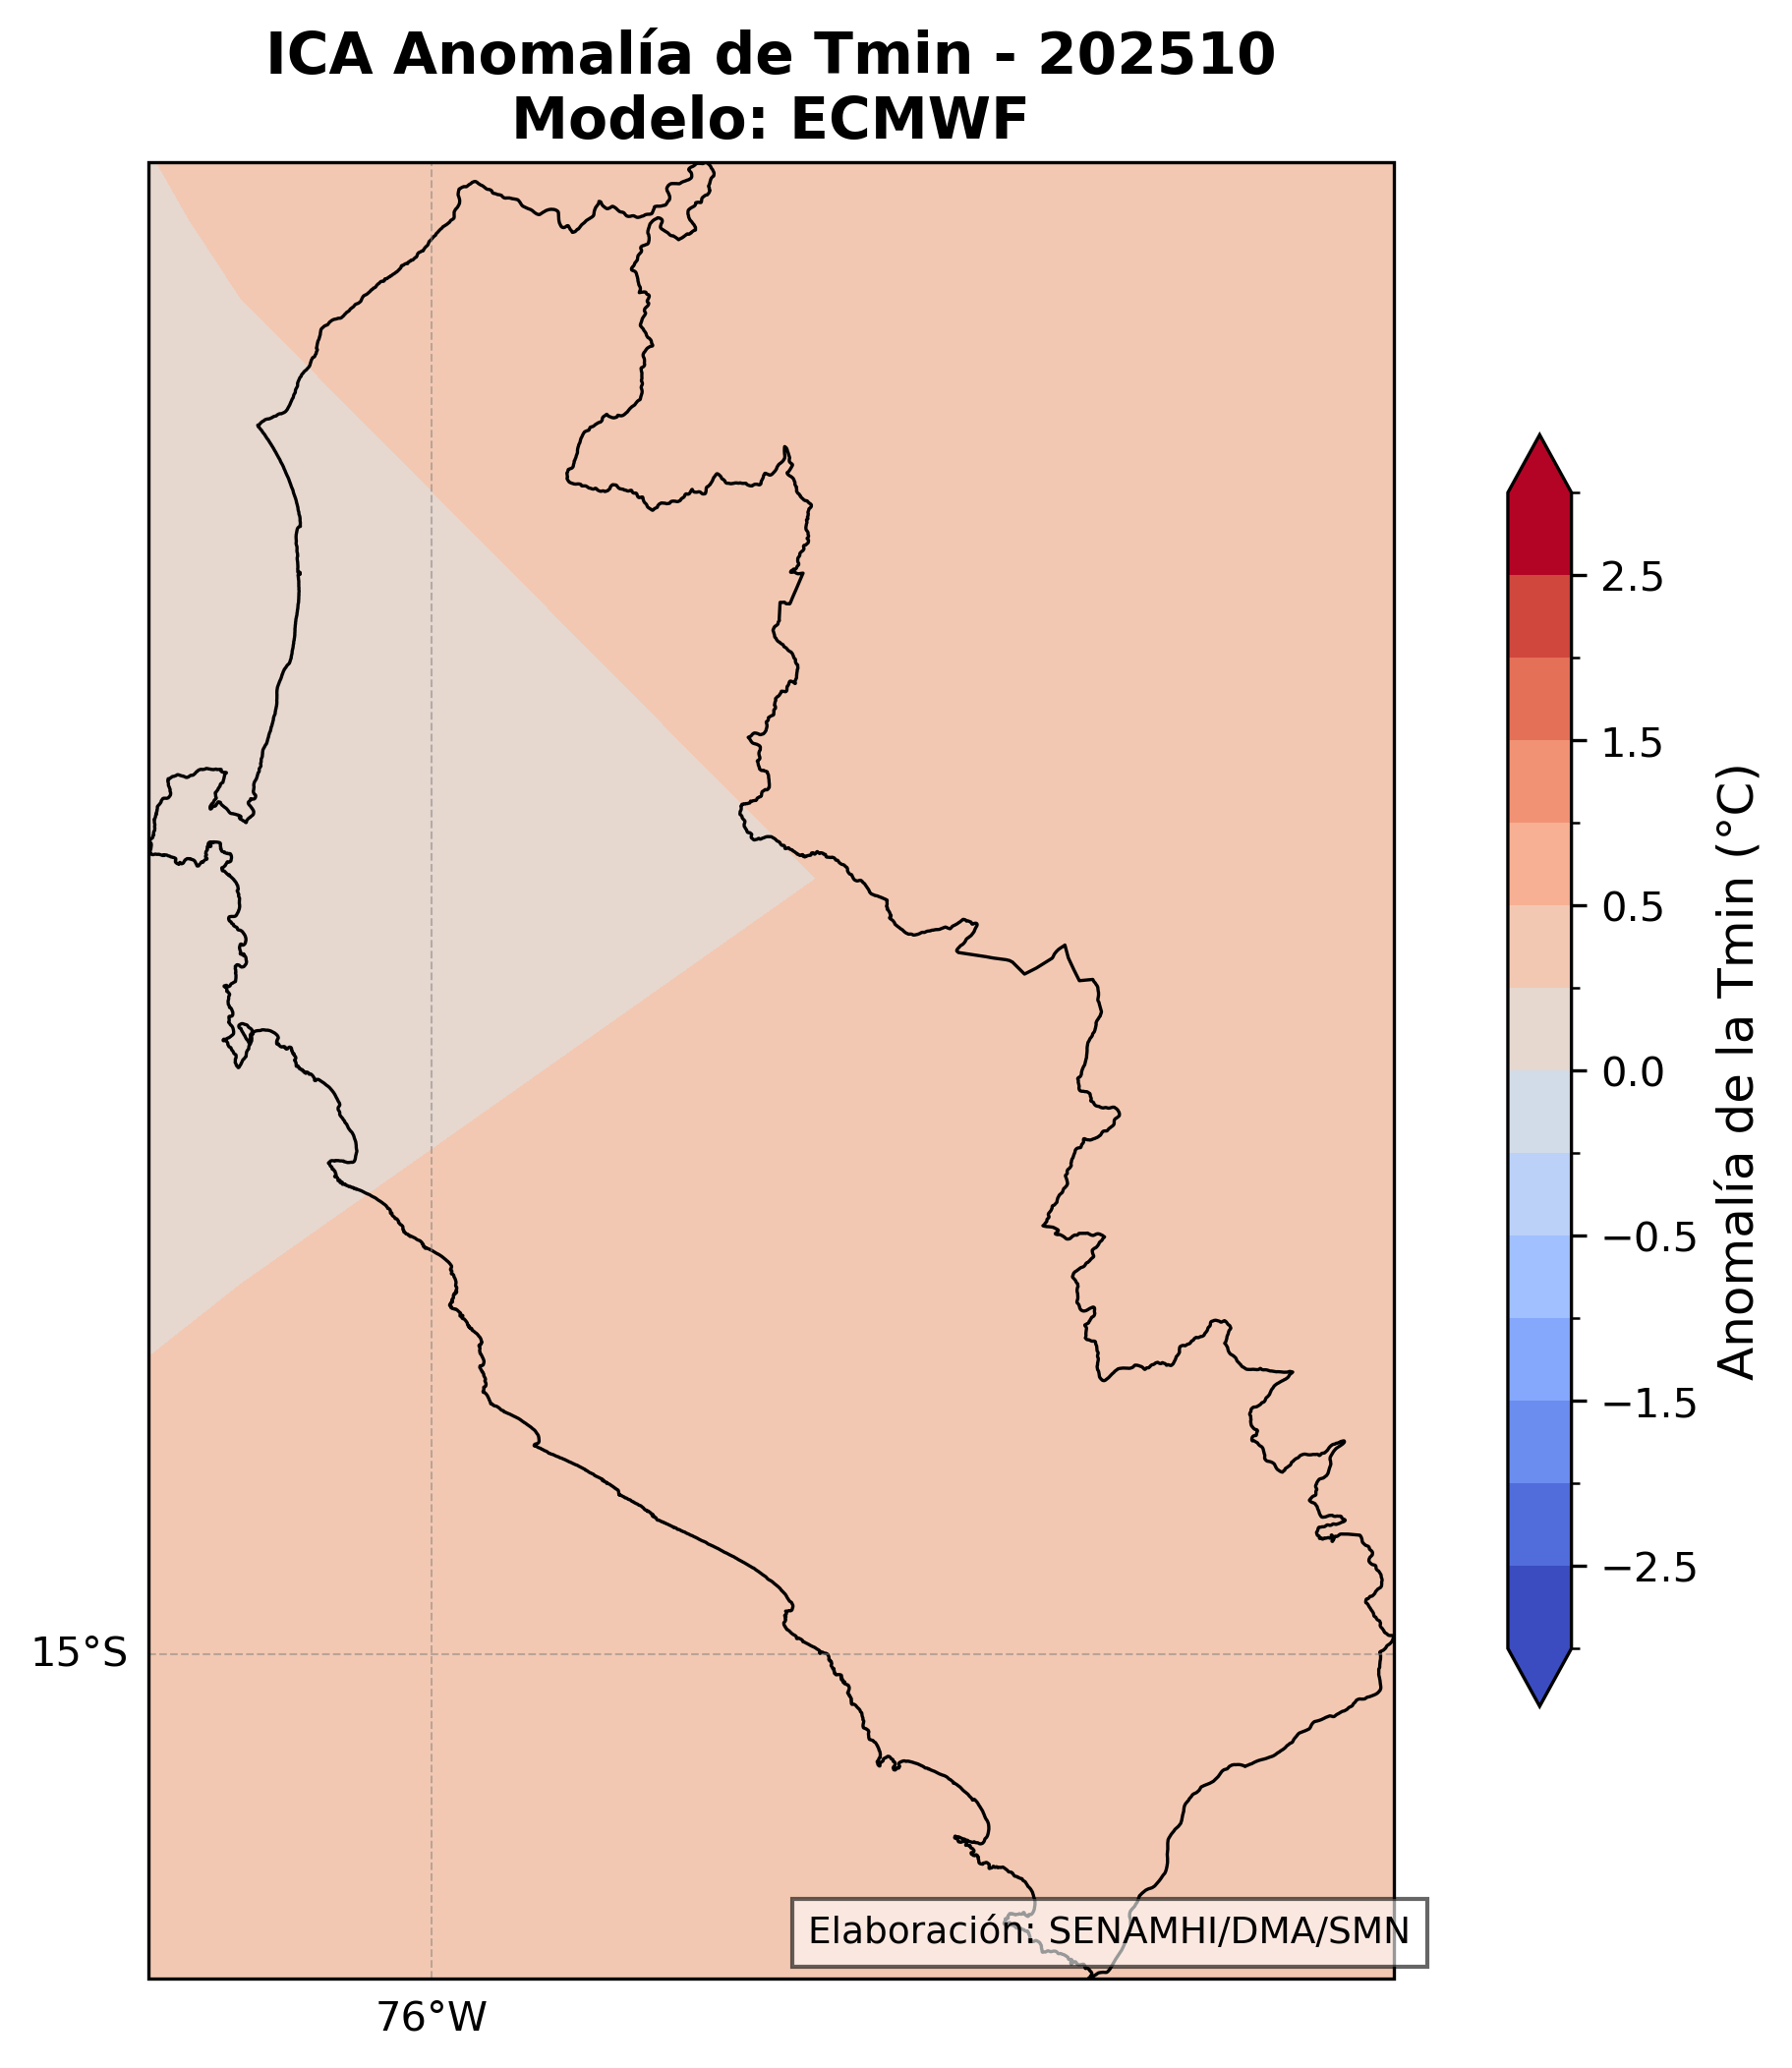 ICA Anomalía de Tmin - 202510
Modelo: ECMWF
2.5
1.5
0.5
0.0
−0.5
−1.5
−2.5
Anomalía de la Tmin (°C)
15°S
76°W
Elaboración: SENAMHI/DMA/SMN